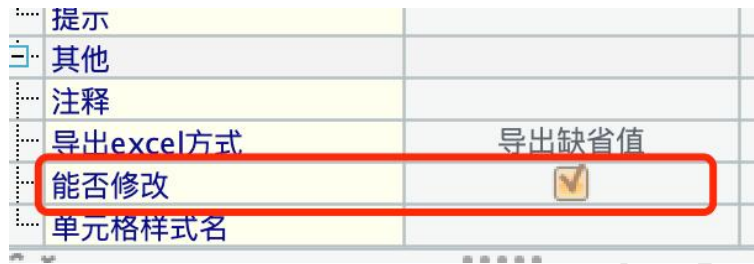 提示
其他
注释
导出excel方式 导出缺省值
能否修改
单元格样式名